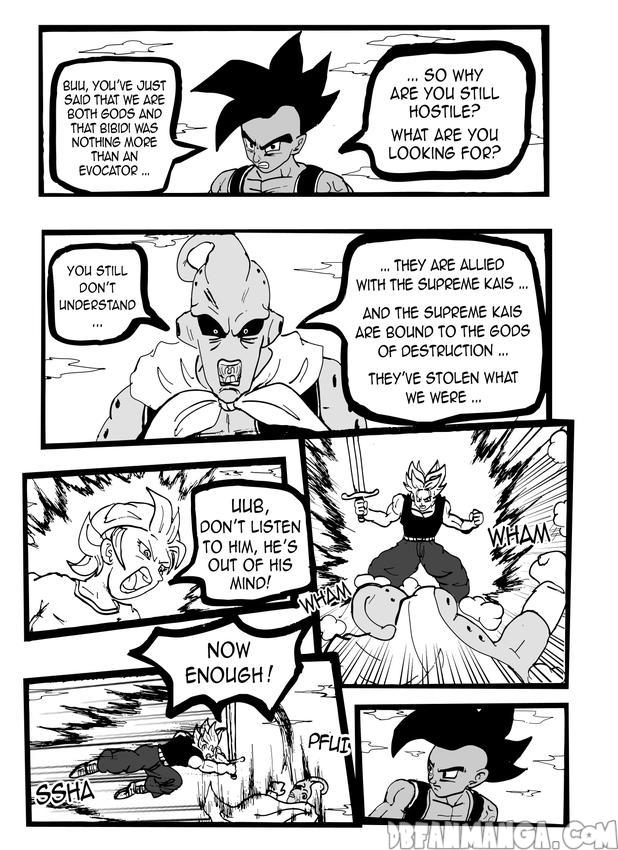 BUU, YOU'VE JUST
SAID THAT WE ARE
BOTH GODS AND
THAT BIBIDI WAS
NOTHING MORE
THAN AN
EVOCATOR ...
... SO WHY
ARE YOU STILL
HOSTILE?
WHAT ARE YOU
LOOKING FOR?
YOU STILL
DON'T
UNDERSTAND
...
... THEY ARE ALLIED
WITH THE SUPREME KAIS ...
AND THE SUPREME KAIS
ARE BOUND TO THE GODS
OF DESTRUCTION ...
THEY'VE STOLEN WHAT
WE WERE ...
UUB,
DON'T LISTEN
TO HIM, HE'S
OUT OF HIS
MIND!
WHAM
WHAM
NOW
ENOUGH!
SSHA
PFUI
DBFANMANGA.COM